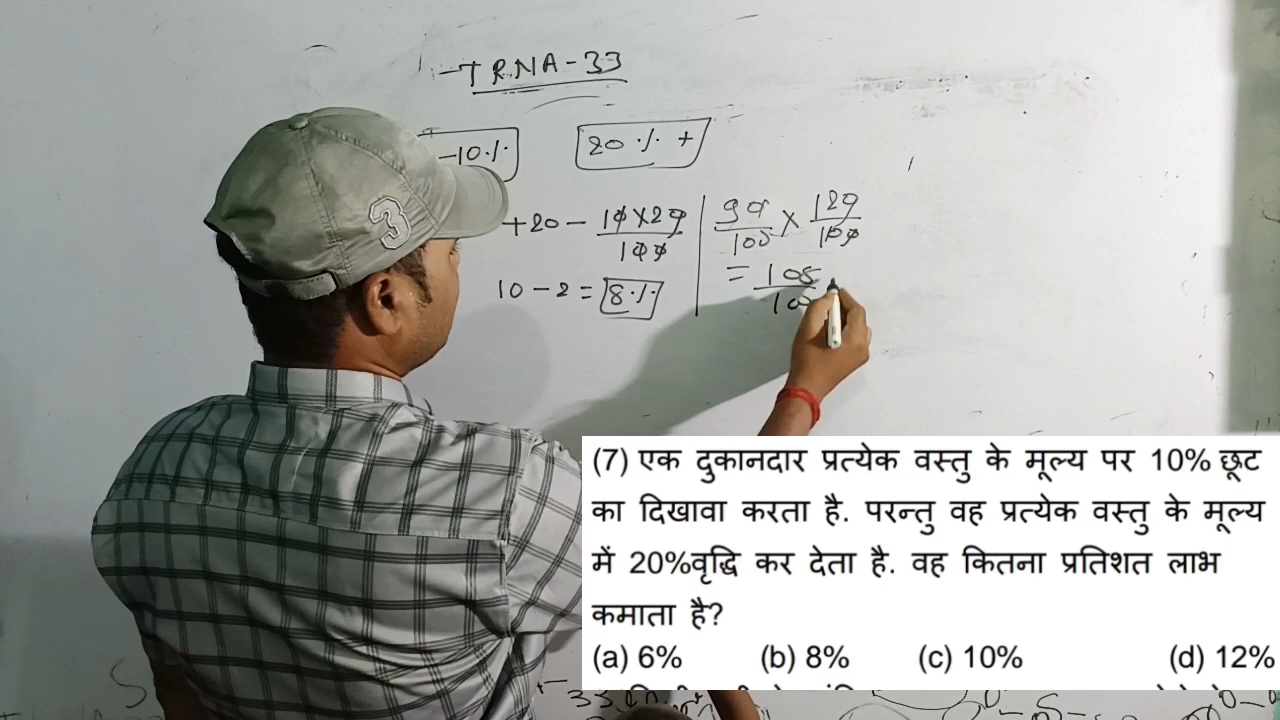 TRNA-33
-10% 20% +
3
+20 - 10×20/100
90/100 × 120/100
10 - 2 = 8%
= 108/100
(7) एक दुकानदार प्रत्येक वस्तु के मूल्य पर 10% छूट
का दिखावा करता है. परन्तु वह प्रत्येक वस्तु के मूल्य
में 20%वृद्धि कर देता है. वह कितना प्रतिशत लाभ
कमाता है?
(a) 6% (b) 8% (c) 10% (d) 12%